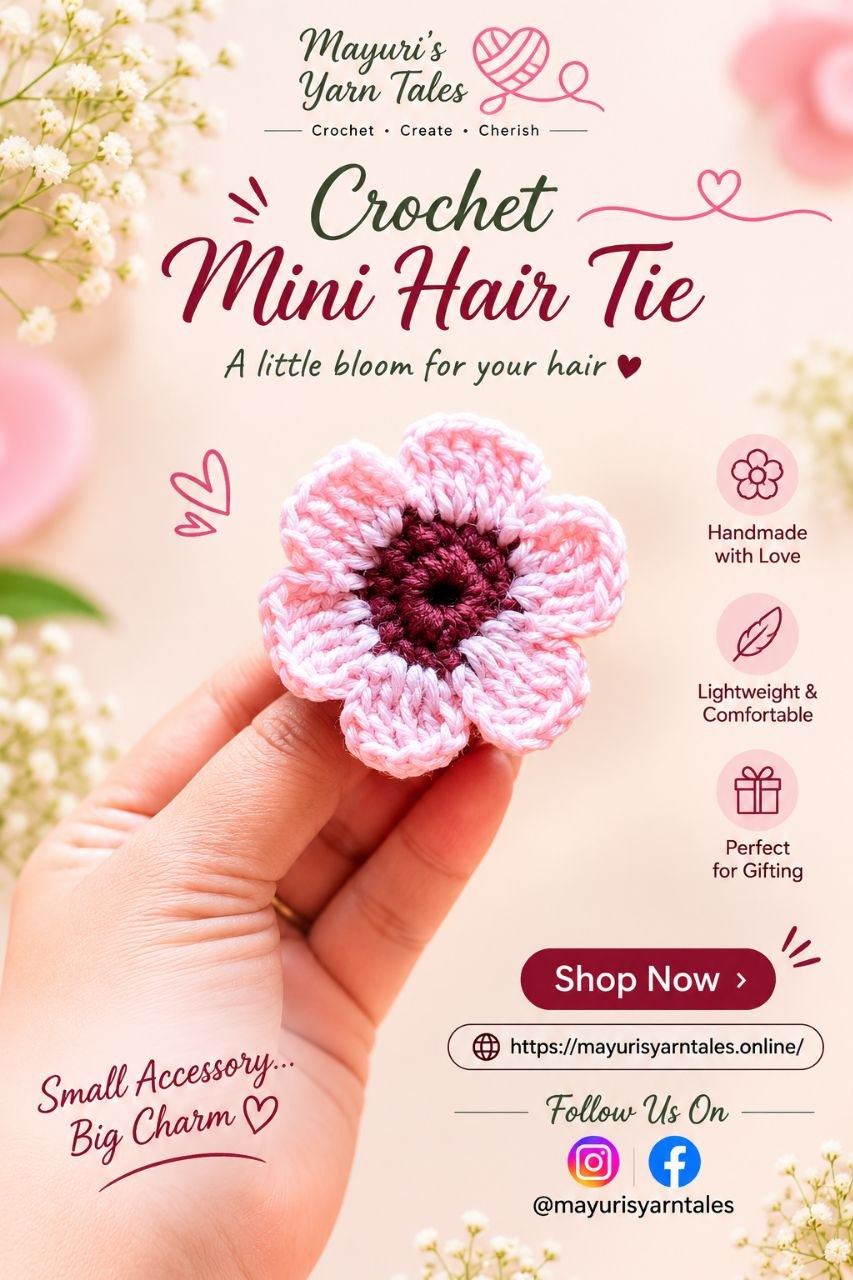 Mayuri's
Yarn Tales
Crochet • Create • Cherish
Crochet
Mini Hair Tie
A little bloom for your hair ♥
Handmade
with Love
Lightweight &
Comfortable
Perfect
for Gifting
Shop Now ›
https://mayurisyarntales.online/
Small Accessory...
Big Charm ♡
Follow Us On
@mayurisyarntales